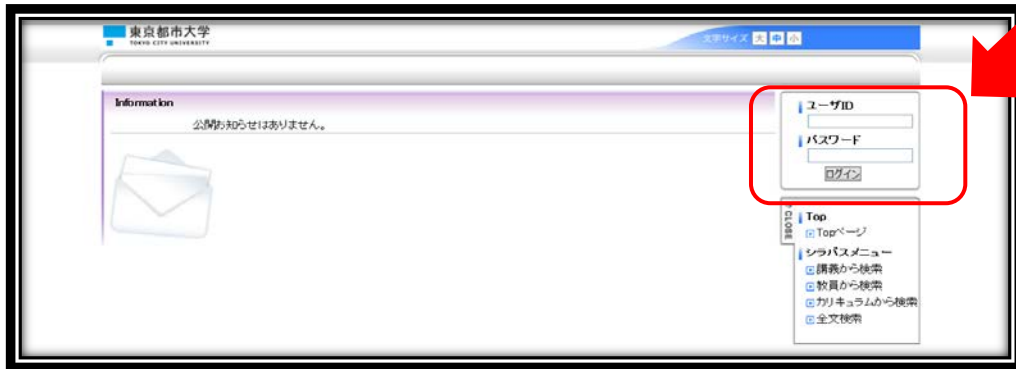 東京都市大学
TOKYO CITY UNIVERSITY
文字サイズ 大 中 小
Information
公開お知らせはありません。
ユーザID
パスワード
ログイン
CLOSE
Top
Topページ
シラバスメニュー
講義から検索
教員から検索
カリキュラムから検索
全文検索